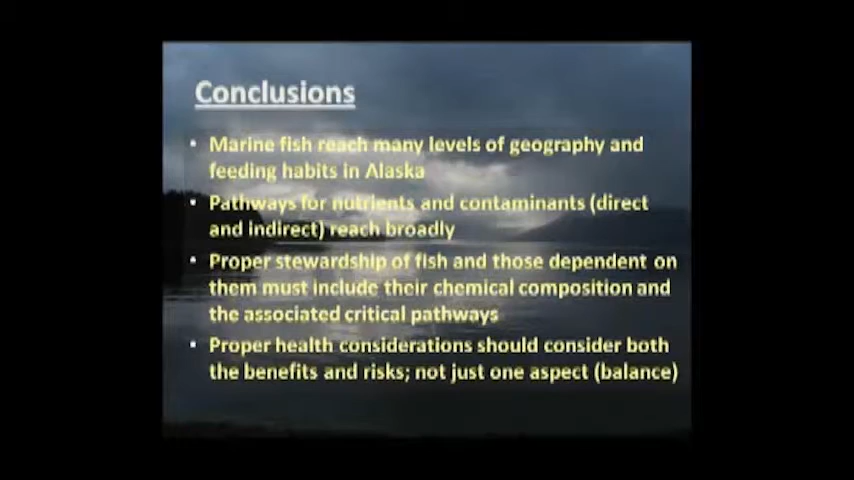 Conclusions
• Marine fish reach many levels of geography and
feeding habits in Alaska
• Pathways for nutrients and contaminants (direct
and indirect) reach broadly
• Proper stewardship of fish and those dependent on
them must include their chemical composition and
the associated critical pathways
• Proper health considerations should consider both
the benefits and risks; not just one aspect (balance)